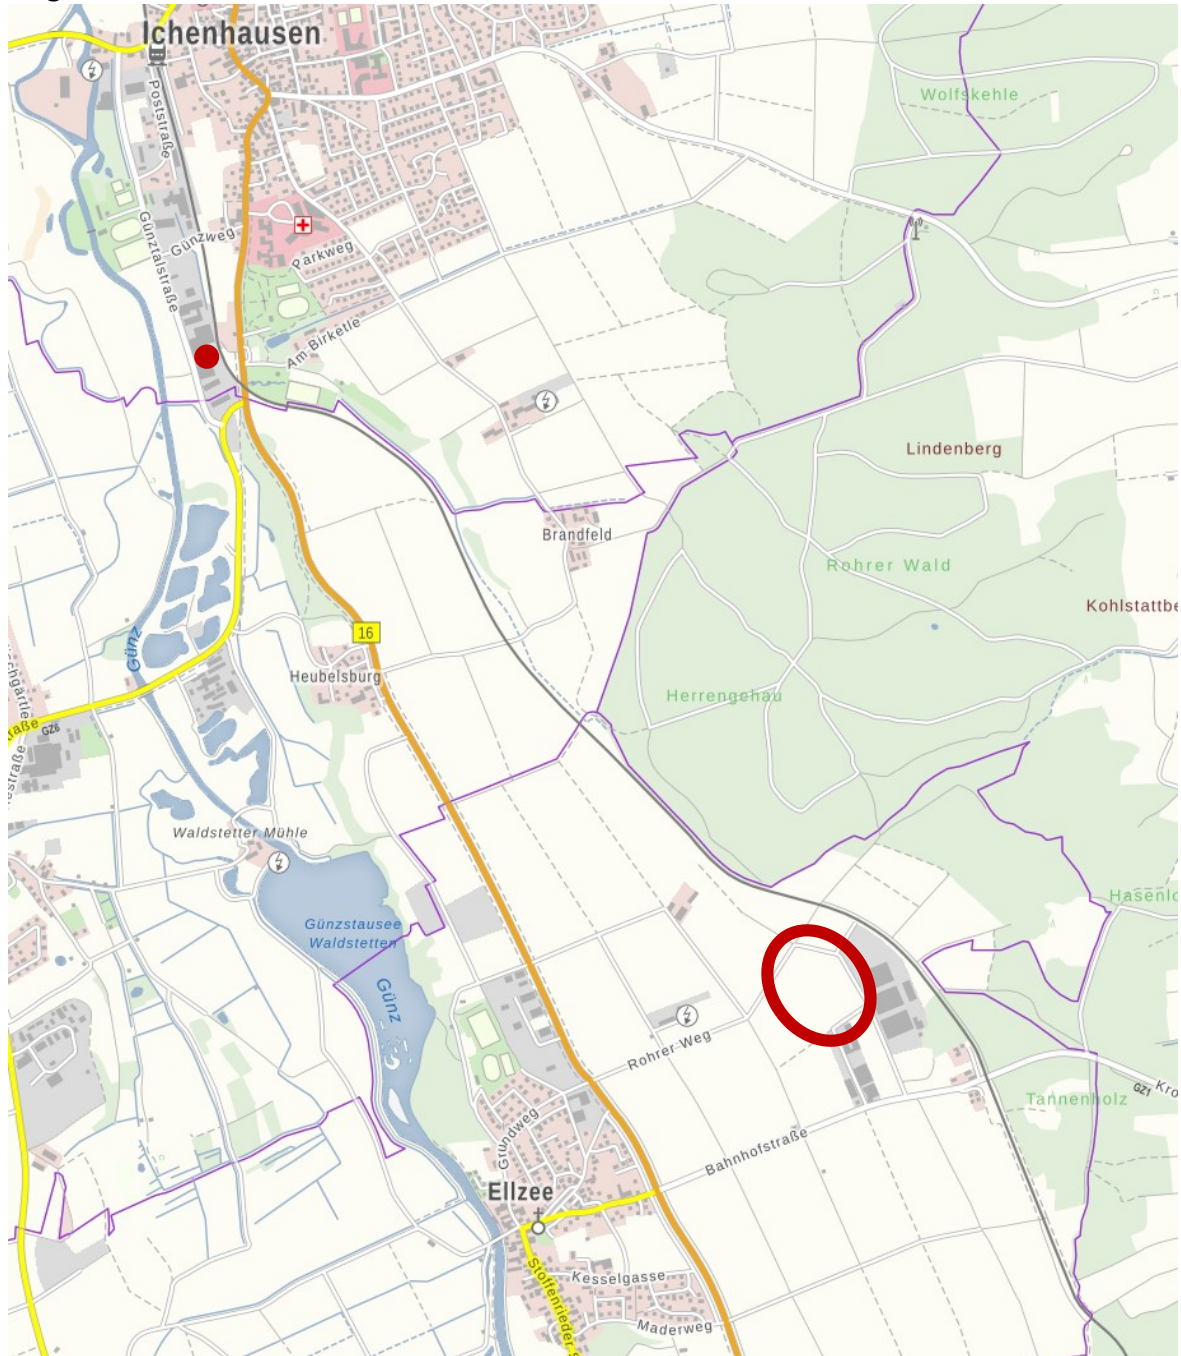 Ichenhausen
Poststraße
Wolfskehle
Günztalstraße
Günzweg
Parkweg
Am Birketle
Lindenberg
Brandfeld
Rohrer Wald
Günz
16
Heubelsburg
Herrengehau
Kohlstattbe
GZ6
Waldstetter Mühle
Günzstausee
Waldstetten
Günz
Hasenlo
Rohrer Weg
Grundweg
Tannenholz
GZ1
Kro
Bahnhofstraße
Ellzee
Stoffenrieder S
Kesselgasse
Maderweg